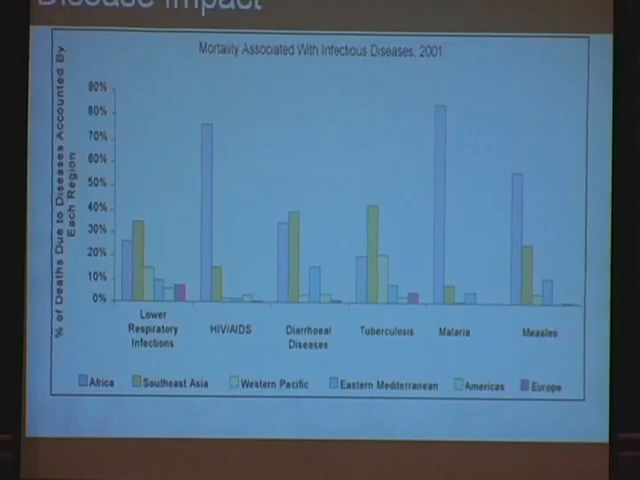 Disease Impact
Mortality Associated With Infectious Diseases, 2001
% of Deaths Due to Diseases Accounted By
Each Region
90%
80%
70%
60%
50%
40%
30%
20%
10%
0%
Lower
Respiratory
Infections
HIV/AIDS
Diarrhoeal
Diseases
Tuberculosis
Malaria
Measles
Africa
Southeast Asia
Western Pacific
Eastern Mediterranean
Americas
Europe